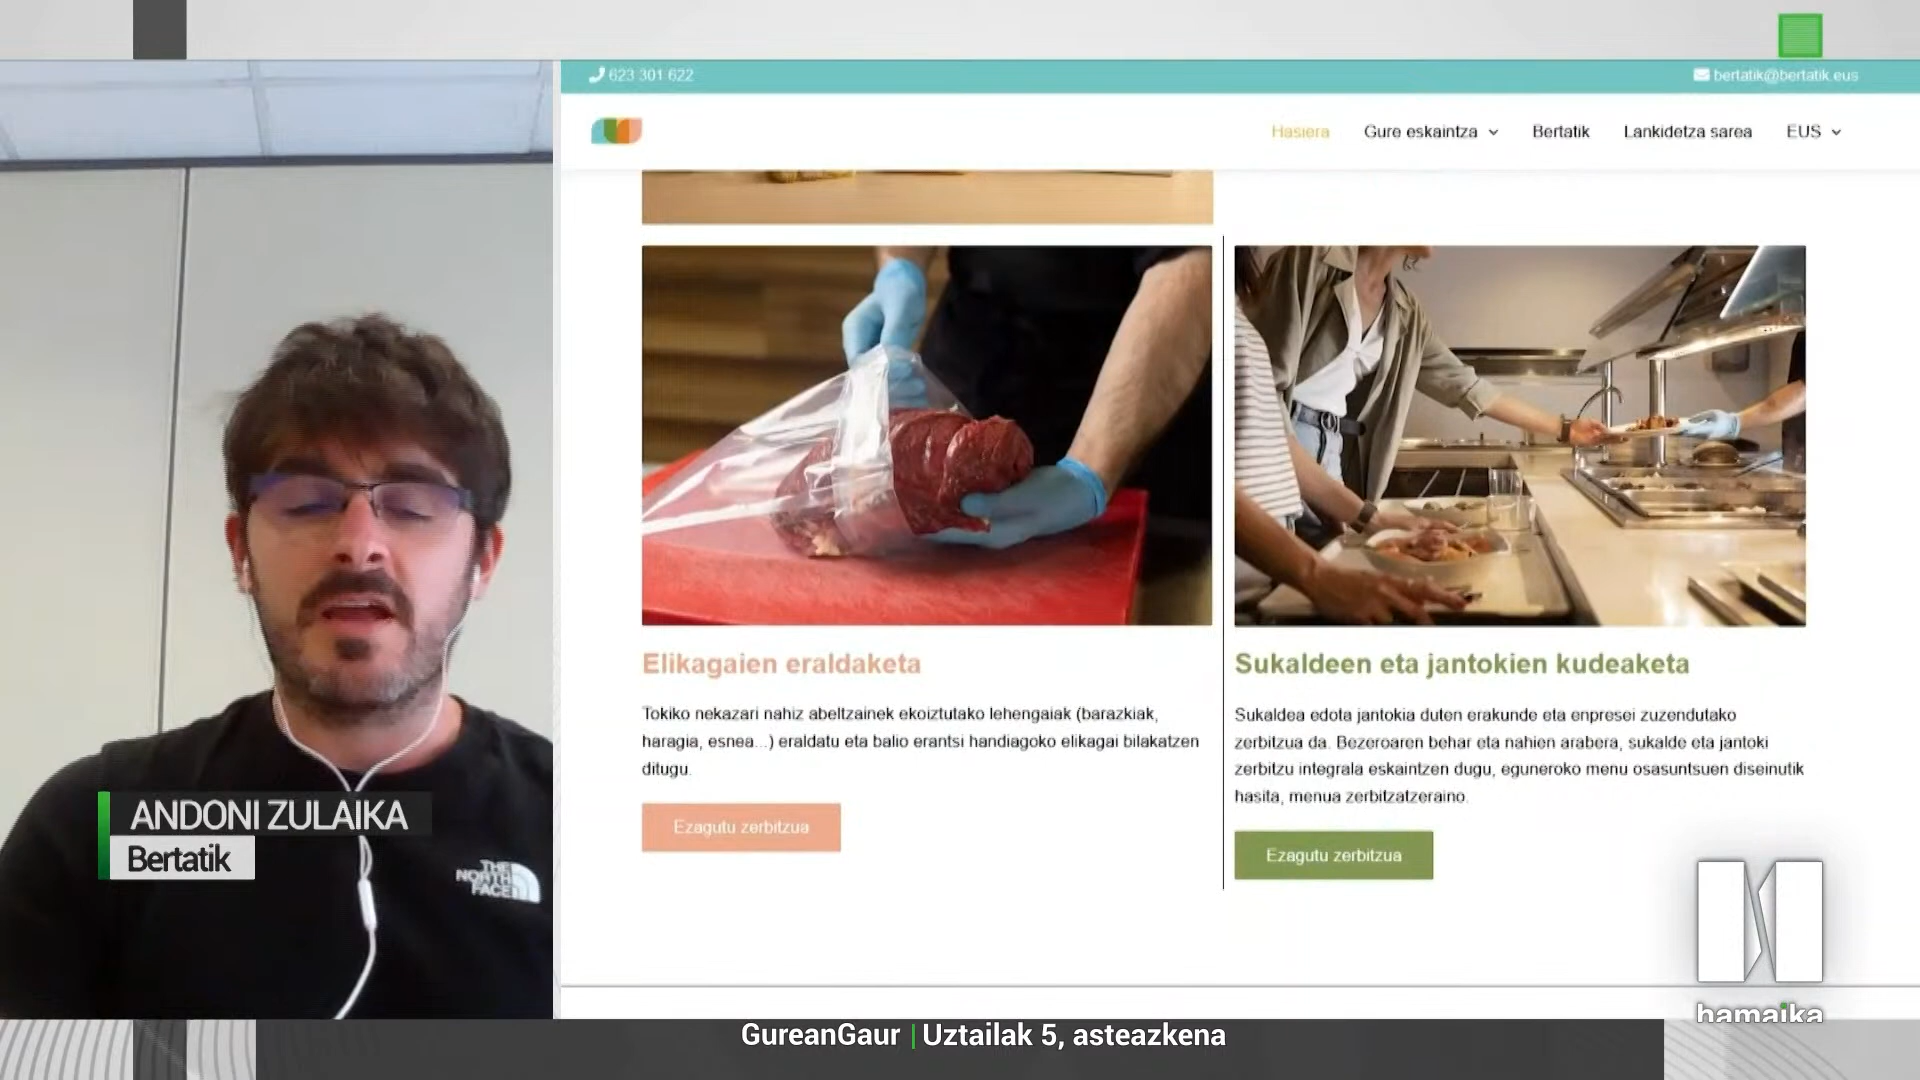 623 301 622
bertatik@bertatik.eus
Hasiera
Gure eskaintza
Bertatik
Lankidetza sarea
EUS
Elikagaien eraldaketa
Tokiko nekazari nahiz abeltzainek ekoiztutako lehengaiak (barazkiak,
haragia, esnea...) eraldatu eta balio erantsi handiagoko elikagai bilakatzen
ditugu.
Ezagutu zerbitzua
Sukaldeen eta jantokien kudeaketa
Sukaldea edota jantokia duten erakunde eta enpresei zuzendutako
zerbitzua da. Bezeroaren behar eta nahien arabera, sukalde eta jantoki
zerbitzu integrala eskaintzen dugu, eguneroko menu osasuntsuen diseinutik
hasita, menua zerbitzatzeraino.
Ezagutu zerbitzua
ANDONI ZULAIKA
Bertatik
THE
NORTH
FACE
hamaika
GureanGaur | Uztailak 5, asteazkena